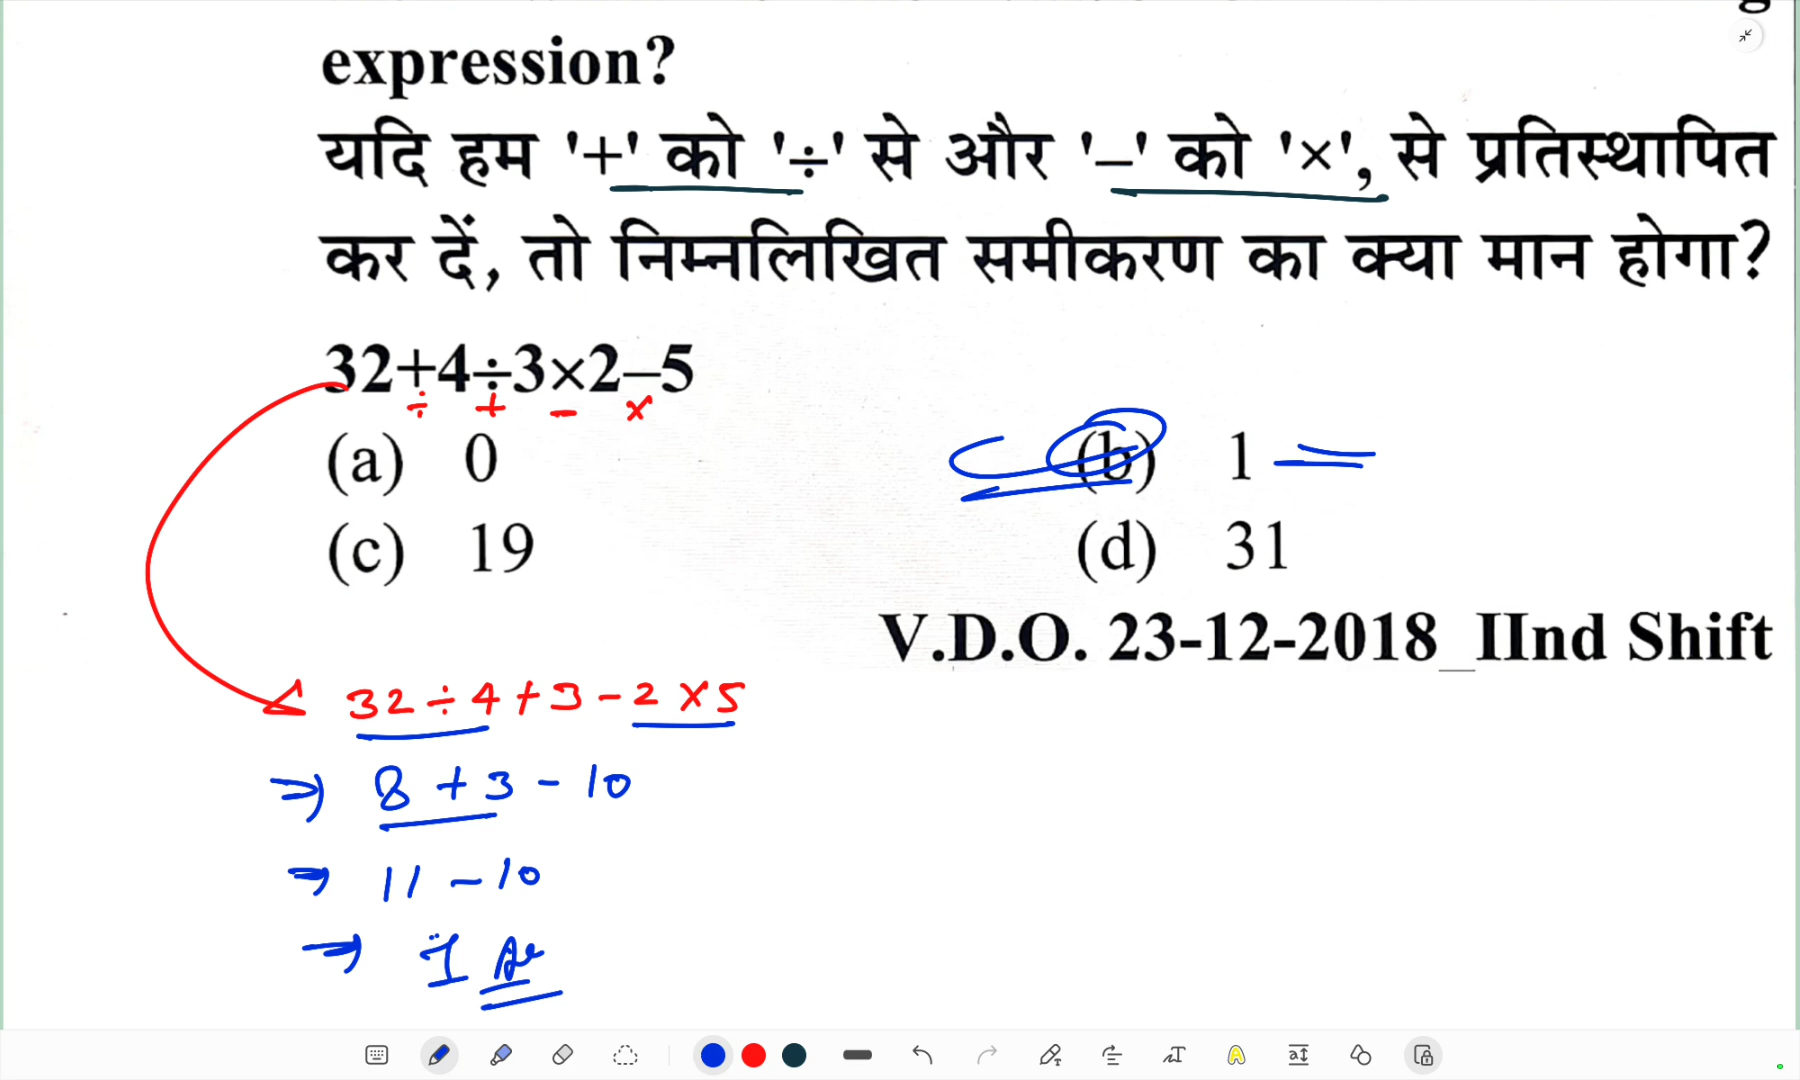 expression?
यदि हम '+' को '÷' से और '–' को '×', से प्रतिस्थापित
कर दें, तो निम्नलिखित समीकरण का क्या मान होगा?
32+4÷3×2–5
÷ + − ×
(a) 0 (b) 1
(c) 19 (d) 31
V.D.O. 23-12-2018_IInd Shift
32 ÷ 4 + 3 − 2 × 5
⇒ 8 + 3 − 10
⇒ 11 − 10
⇒ 1